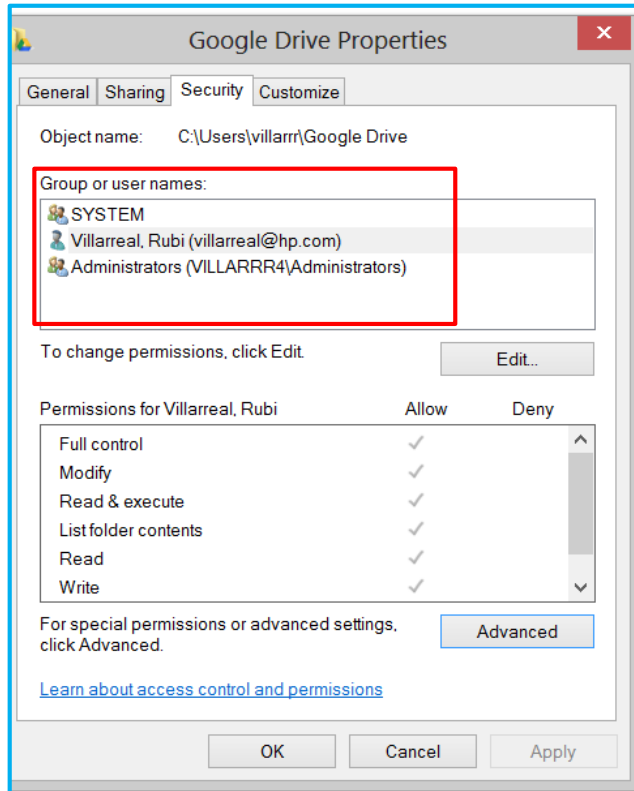 Google Drive Properties
General Sharing Security Customize
Object name: C:\Users\villarrr\Google Drive
Group or user names:
SYSTEM
Villarreal, Rubi (villarreal@hp.com)
Administrators (VILLARRR4\Administrators)
To change permissions, click Edit.
Edit...
Permissions for Villarreal, Rubi Allow Deny
Full control
Modify
Read & execute
List folder contents
Read
Write
For special permissions or advanced settings,
click Advanced.
Advanced
Learn about access control and permissions
OK Cancel Apply